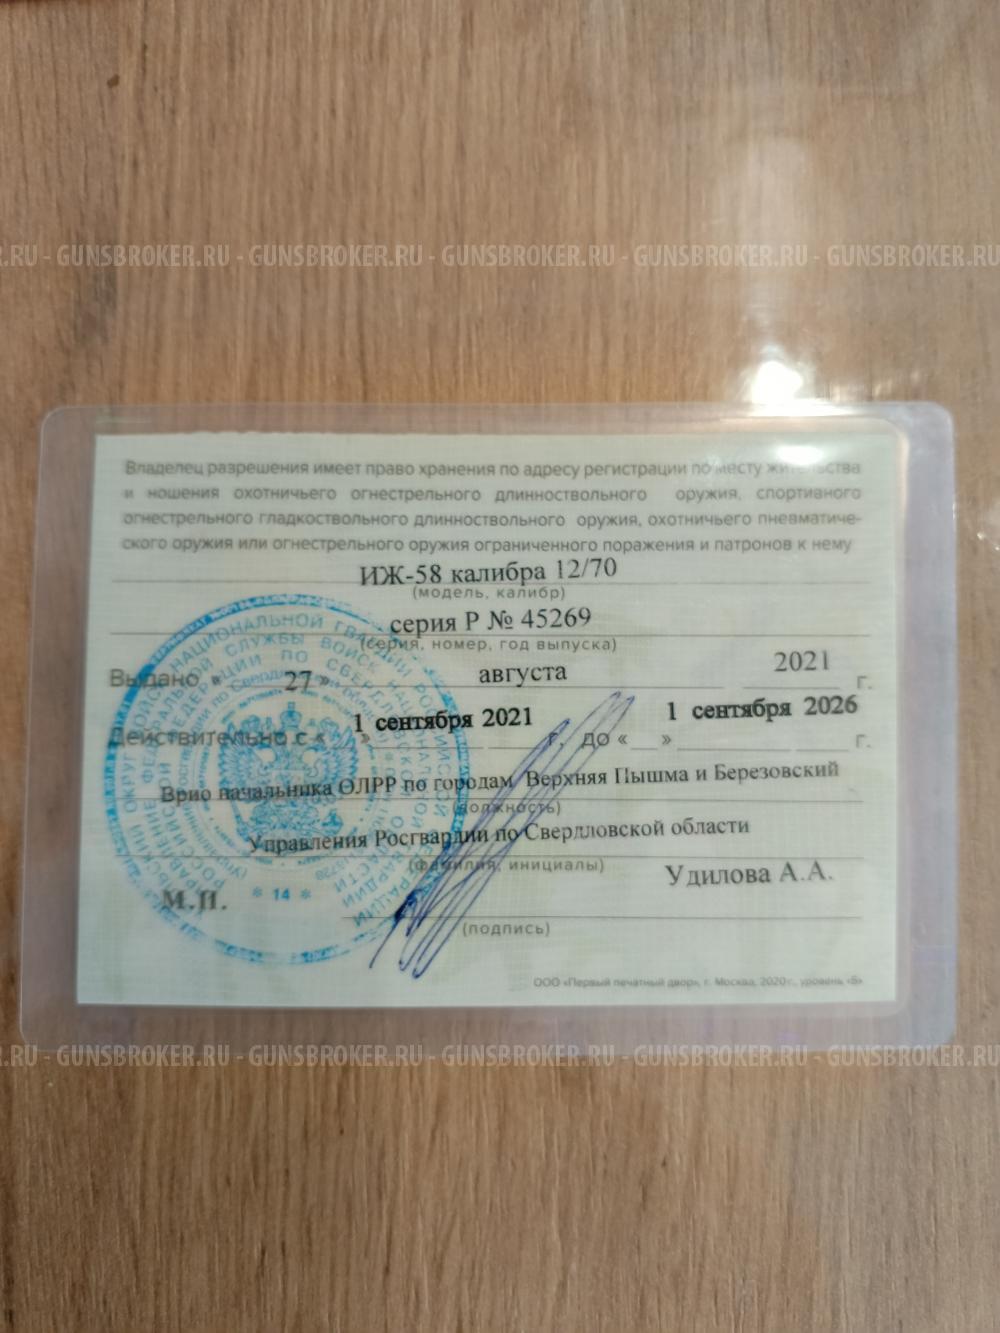 R.RU - GUNSBROKER.RU - GUNSBROKER.RU - GUNSBROKER.RU - GUNSBROKER.RU - GUNSBR
Владелец разрешения имеет право хранения по адресу регистрации по месту жительства
и ношения охотничьего огнестрельного длинноствольного оружия, спортивного
огнестрельного гладкоствольного длинноствольного оружия, охотничьего пневматиче-
ского оружия или огнестрельного оружия ограниченного поражения и патронов к нему
ИЖ-58 калибра 12/70
(модель, калибр)
серия Р № 45269
(серия, номер, год выпуска)
Выдано « 27 » августа 2021 г.
Действительно с « 1 » сентября 2021 г. до « 1 » сентября 2026 г.
Врио начальника ОЛРР по городам Верхняя Пышма и Березовский
(должность)
Управления Росгвардии по Свердловской области
(фамилия, инициалы)
Удилова А.А.
М.П.
* 14 *
(подпись)
ООО «Первый печатный двор», г. Москва, 2020 г., уровень «Б»
R.RU - GUNSBROKER.RU - GUNSBROKER.RU - GUNSBROKER.RU - GUNSBROKER.RU - GUNSBR